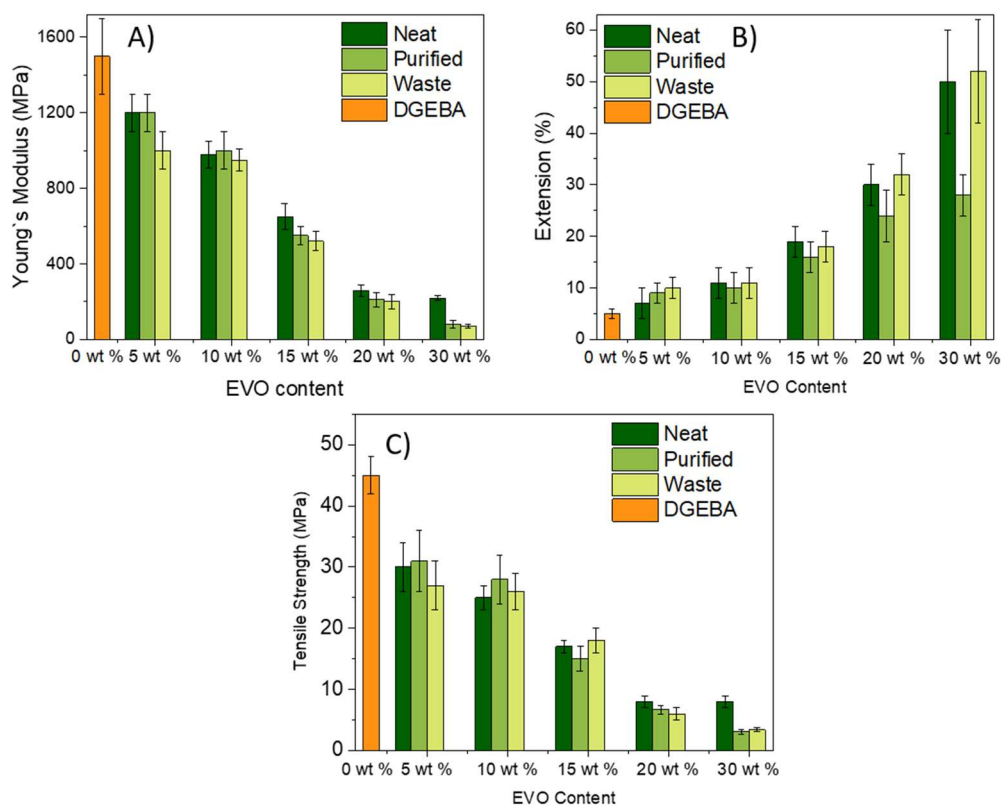 A)
Neat
Purified
Waste
DGEBA
Young`s Modulus (MPa)
1600
1200
800
400
0
0 wt % 5 wt % 10 wt % 15 wt % 20 wt % 30 wt %
EVO content
B)
Neat
Purified
Waste
DGEBA
Extension (%)
60
50
40
30
20
10
0
0 wt % 5 wt % 10 wt % 15 wt % 20 wt % 30 wt %
EVO Content
C)
Neat
Purified
Waste
DGEBA
Tensile Strength (MPa)
50
40
30
20
10
0
0 wt % 5 wt % 10 wt % 15 wt % 20 wt % 30 wt %
EVO Content